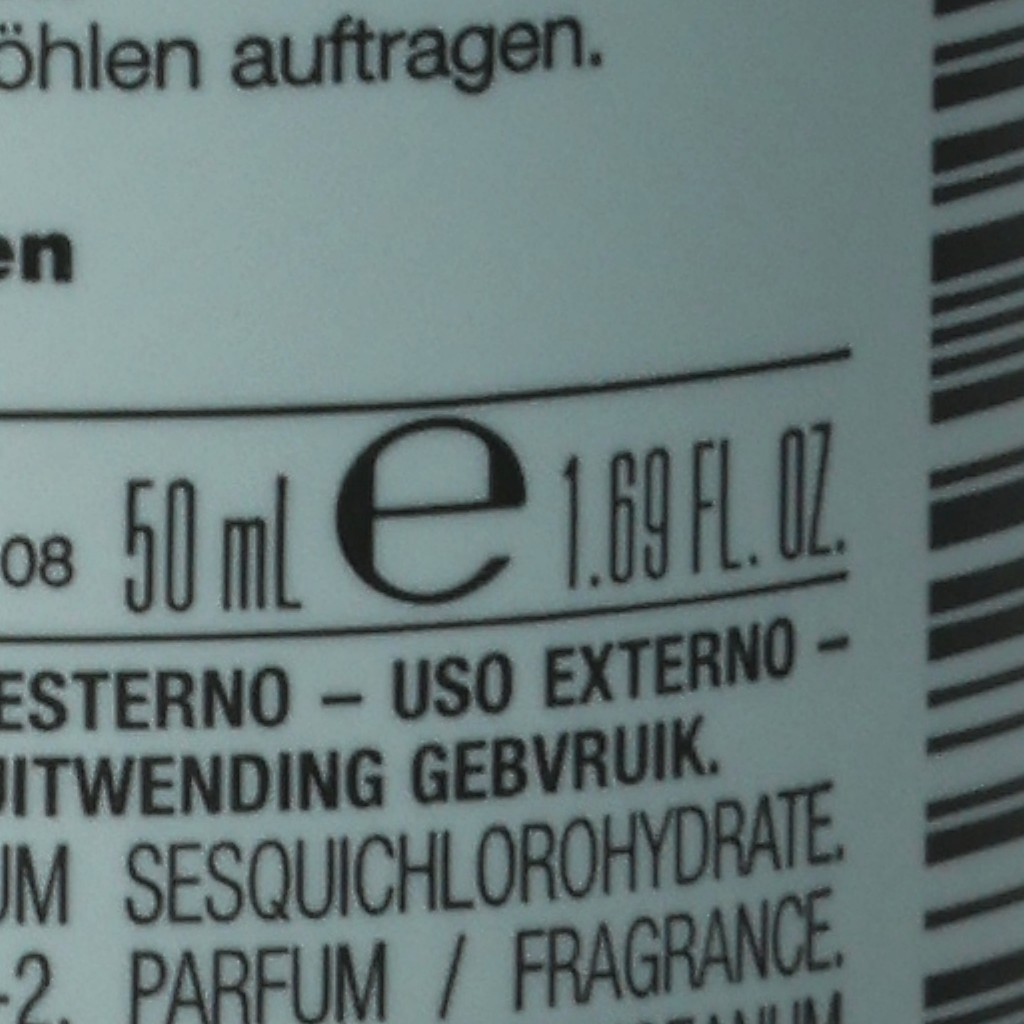 öhlen auftragen.
en
08 50 mL e 1.69 FL. OZ.
ESTERNO – USO EXTERNO –
UITWENDING GEBVRUIK.
UM SESQUICHLOROHYDRATE.
-2. PARFUM / FRAGRANCE.